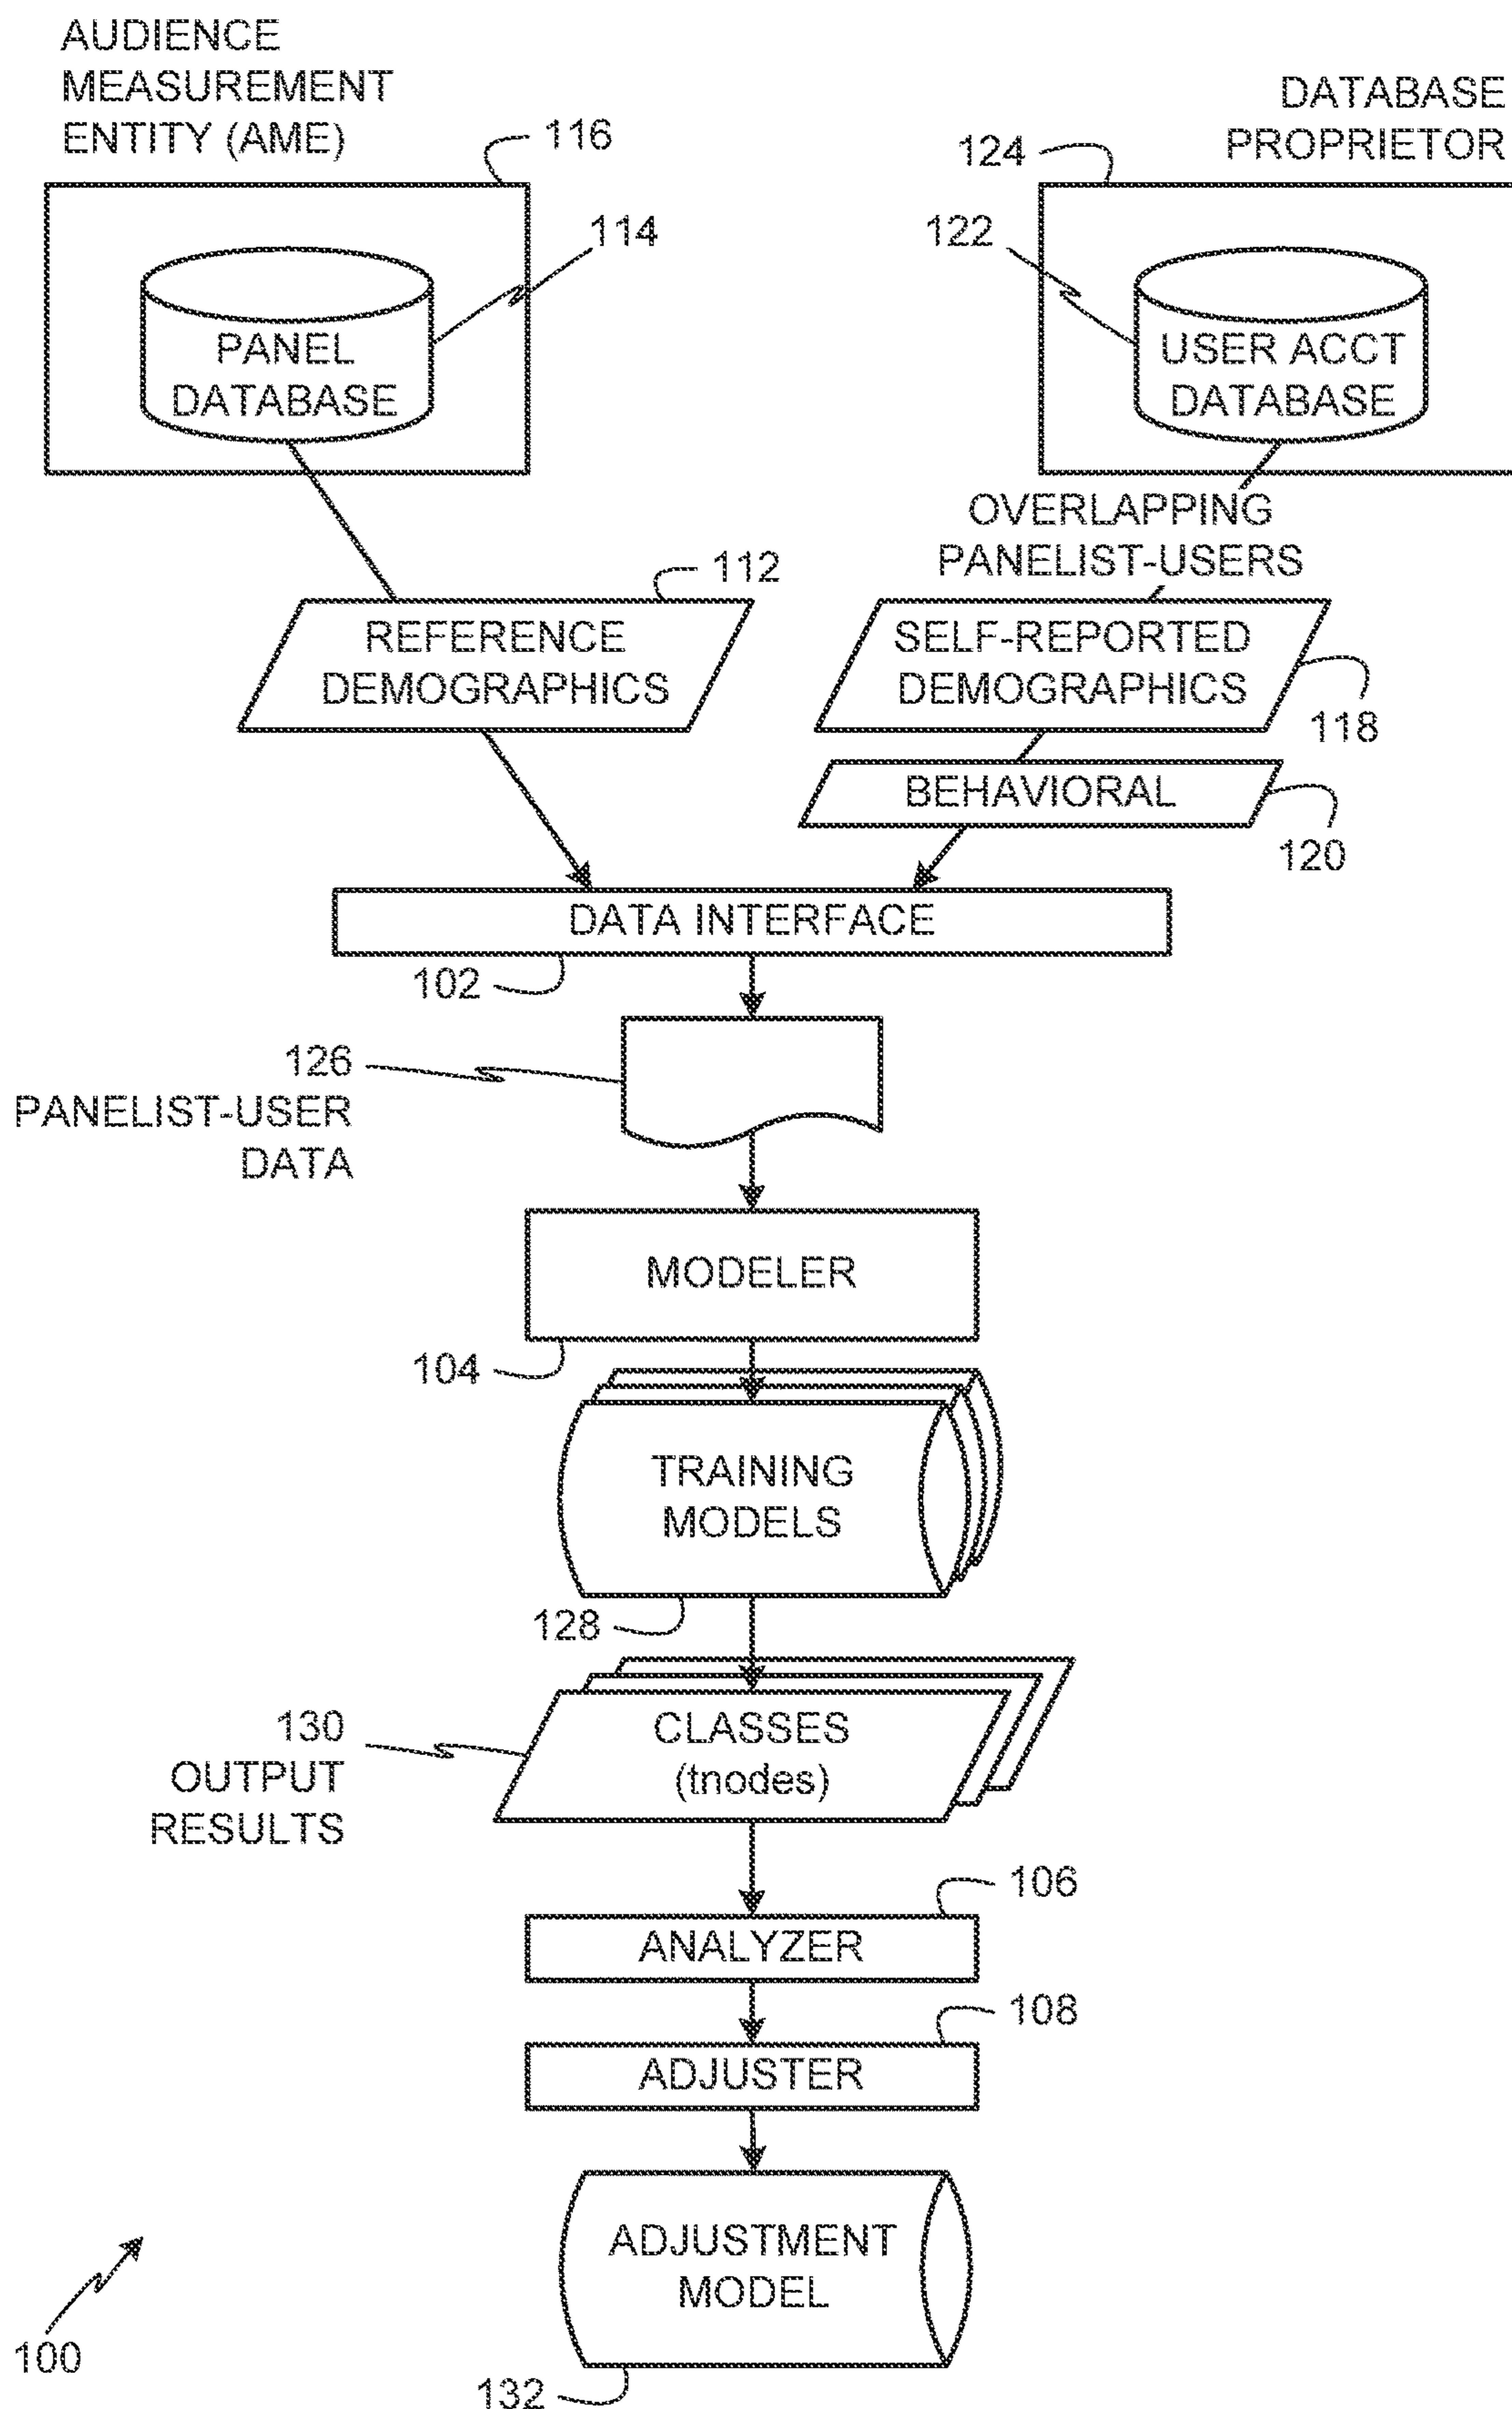 AUDIENCE
MEASUREMENT
ENTITY (AME)
116
114
PANEL
DATABASE
DATABASE
PROPRIETOR
124
122
USER ACCT
DATABASE
OVERLAPPING
PANELIST-USERS
112
REFERENCE
DEMOGRAPHICS
SELF-REPORTED
DEMOGRAPHICS
118
BEHAVIORAL
120
DATA INTERFACE
102
126
PANELIST-USER
DATA
MODELER
104
TRAINING
MODELS
128
130
OUTPUT
RESULTS
CLASSES
(tnodes)
106
ANALYZER
108
ADJUSTER
ADJUSTMENT
MODEL
132
100